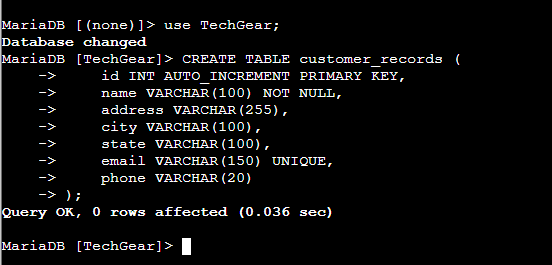 MariaDB [(none)]> use TechGear;
Database changed
MariaDB [TechGear]> CREATE TABLE customer_records (
    ->     id INT AUTO_INCREMENT PRIMARY KEY,
    ->     name VARCHAR(100) NOT NULL,
    ->     address VARCHAR(255),
    ->     city VARCHAR(100),
    ->     state VARCHAR(100),
    ->     email VARCHAR(150) UNIQUE,
    ->     phone VARCHAR(20)
    -> );
Query OK, 0 rows affected (0.036 sec)
MariaDB [TechGear]>